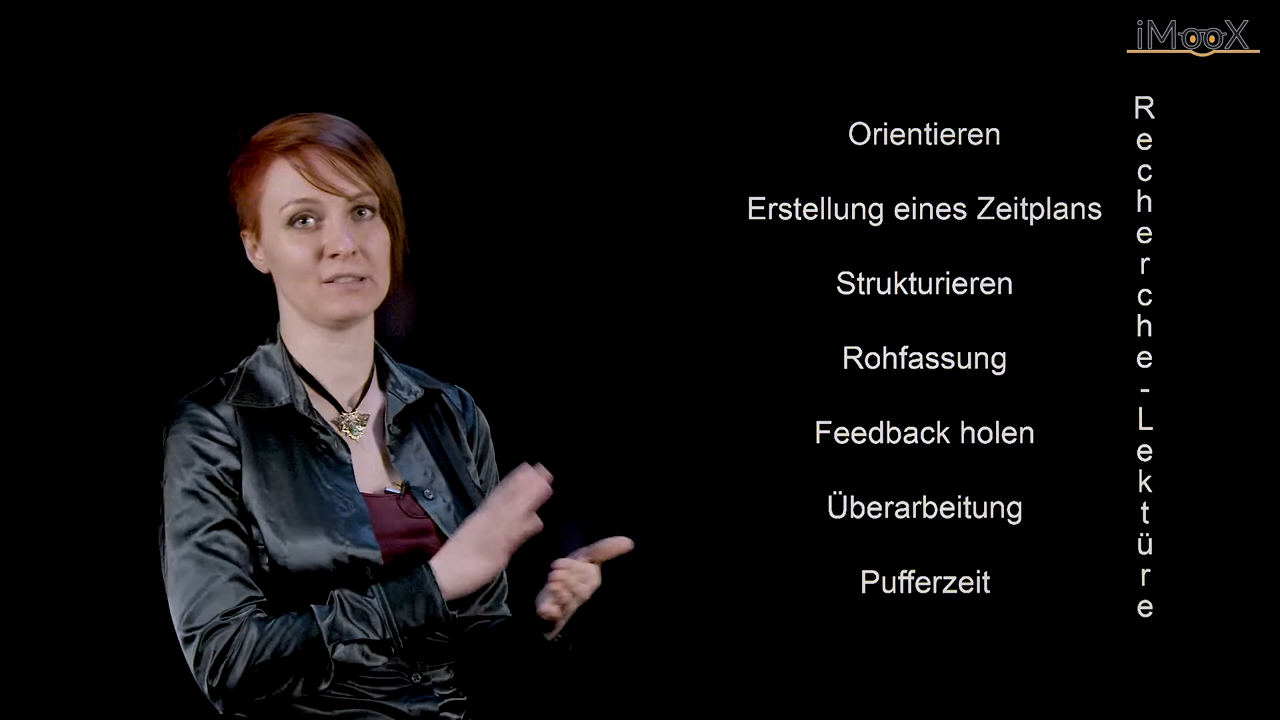 iMooX
Orientieren
Erstellung eines Zeitplans
Strukturieren
Rohfassung
Feedback holen
Überarbeitung
Pufferzeit
Recherche-Lektüre